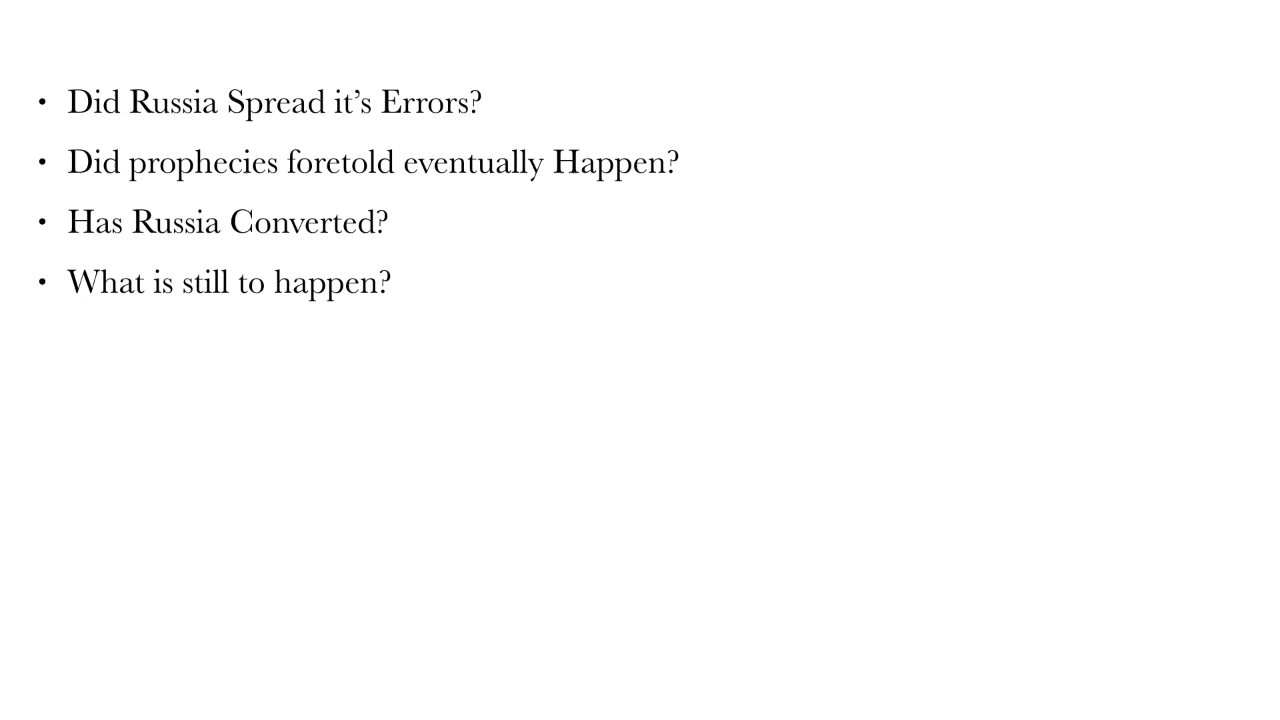 • Did Russia Spread it’s Errors?
• Did prophecies foretold eventually Happen?
• Has Russia Converted?
• What is still to happen?